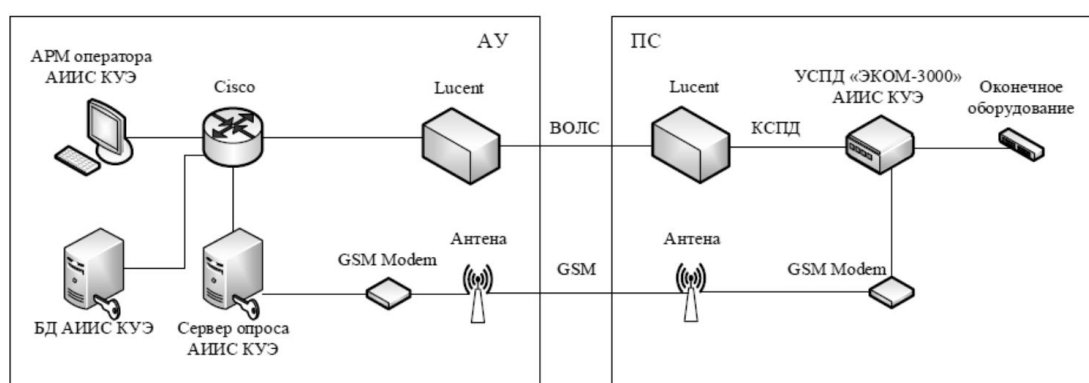 АУ
ПС
АРМ оператора
АИИС КУЭ
Cisco
Lucent
ВОЛС
Lucent
КСПД
УСПД «ЭКОМ-3000»
АИИС КУЭ
Оконечное
оборудование
БД АИИС КУЭ
Сервер опроса
АИИС КУЭ
GSM Modem
Антена
GSM
Антена
GSM Modem